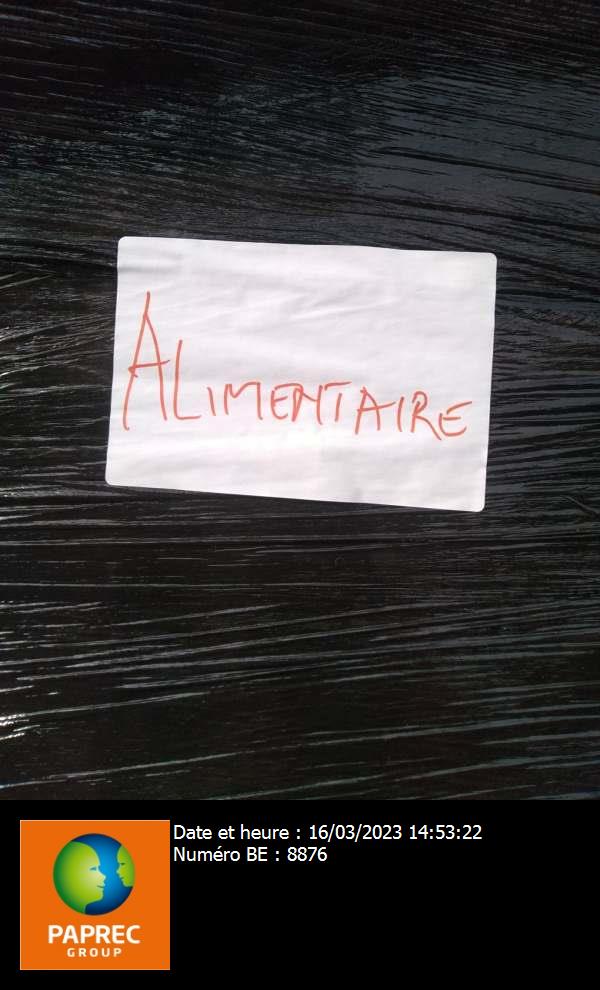 ALIMENTAIRE
Date et heure : 16/03/2023 14:53:22
Numéro BE : 8876
PAPREC
GROUP